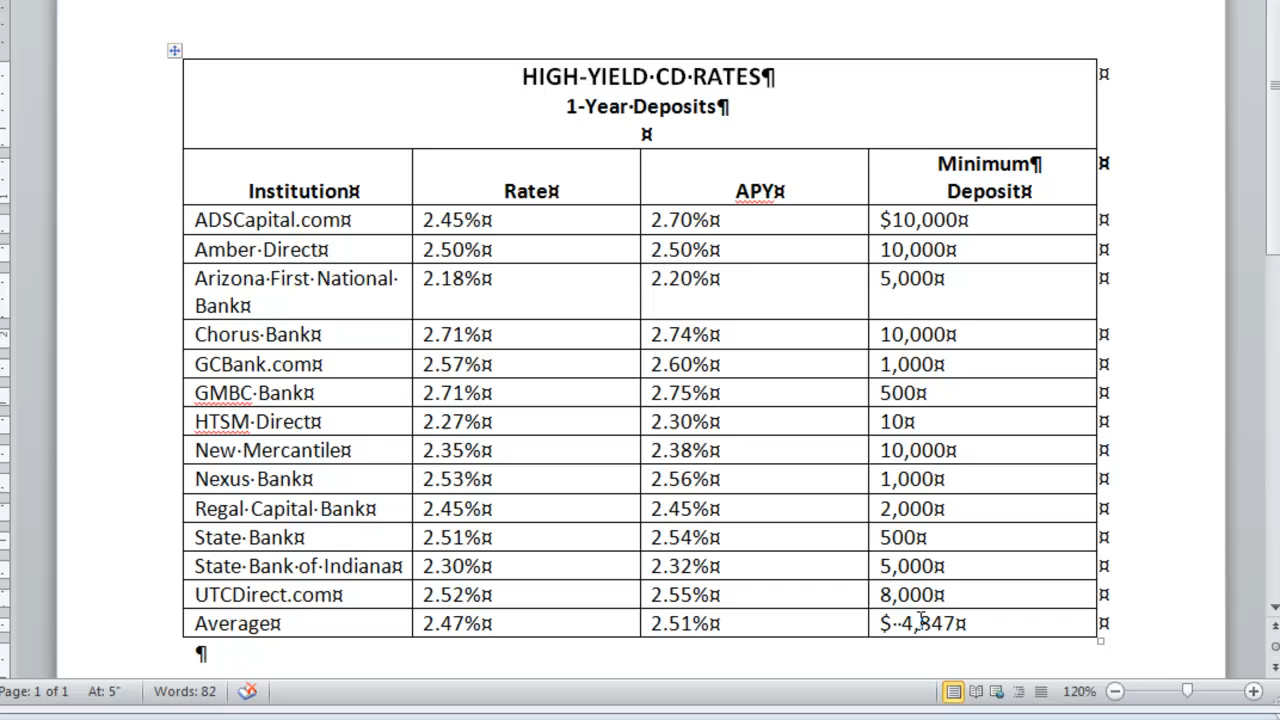 HIGH-YIELD·CD·RATES¶
1-Year·Deposits¶
¤
¤
Institution¤ Rate¤ APY¤ Minimum¶ Deposit¤ ¤
ADSCapital.com¤ 2.45%¤ 2.70%¤ $10,000¤ ¤
Amber·Direct¤ 2.50%¤ 2.50%¤ 10,000¤ ¤
Arizona·First·National· 2.18%¤ 2.20%¤ 5,000¤ ¤
Bank¤
Chorus·Bank¤ 2.71%¤ 2.74%¤ 10,000¤ ¤
GCBank.com¤ 2.57%¤ 2.60%¤ 1,000¤ ¤
GMBC·Bank¤ 2.71%¤ 2.75%¤ 500¤ ¤
HTSM·Direct¤ 2.27%¤ 2.30%¤ 10¤ ¤
New·Mercantile¤ 2.35%¤ 2.38%¤ 10,000¤ ¤
Nexus·Bank¤ 2.53%¤ 2.56%¤ 1,000¤ ¤
Regal·Capital·Bank¤ 2.45%¤ 2.45%¤ 2,000¤ ¤
State·Bank¤ 2.51%¤ 2.54%¤ 500¤ ¤
State·Bank·of·Indiana¤ 2.30%¤ 2.32%¤ 5,000¤ ¤
UTCDirect.com¤ 2.52%¤ 2.55%¤ 8,000¤ ¤
Average¤ 2.47%¤ 2.51%¤ $··4,847¤ ¤
¶
Page: 1 of 1 At: 5" Words: 82 120%